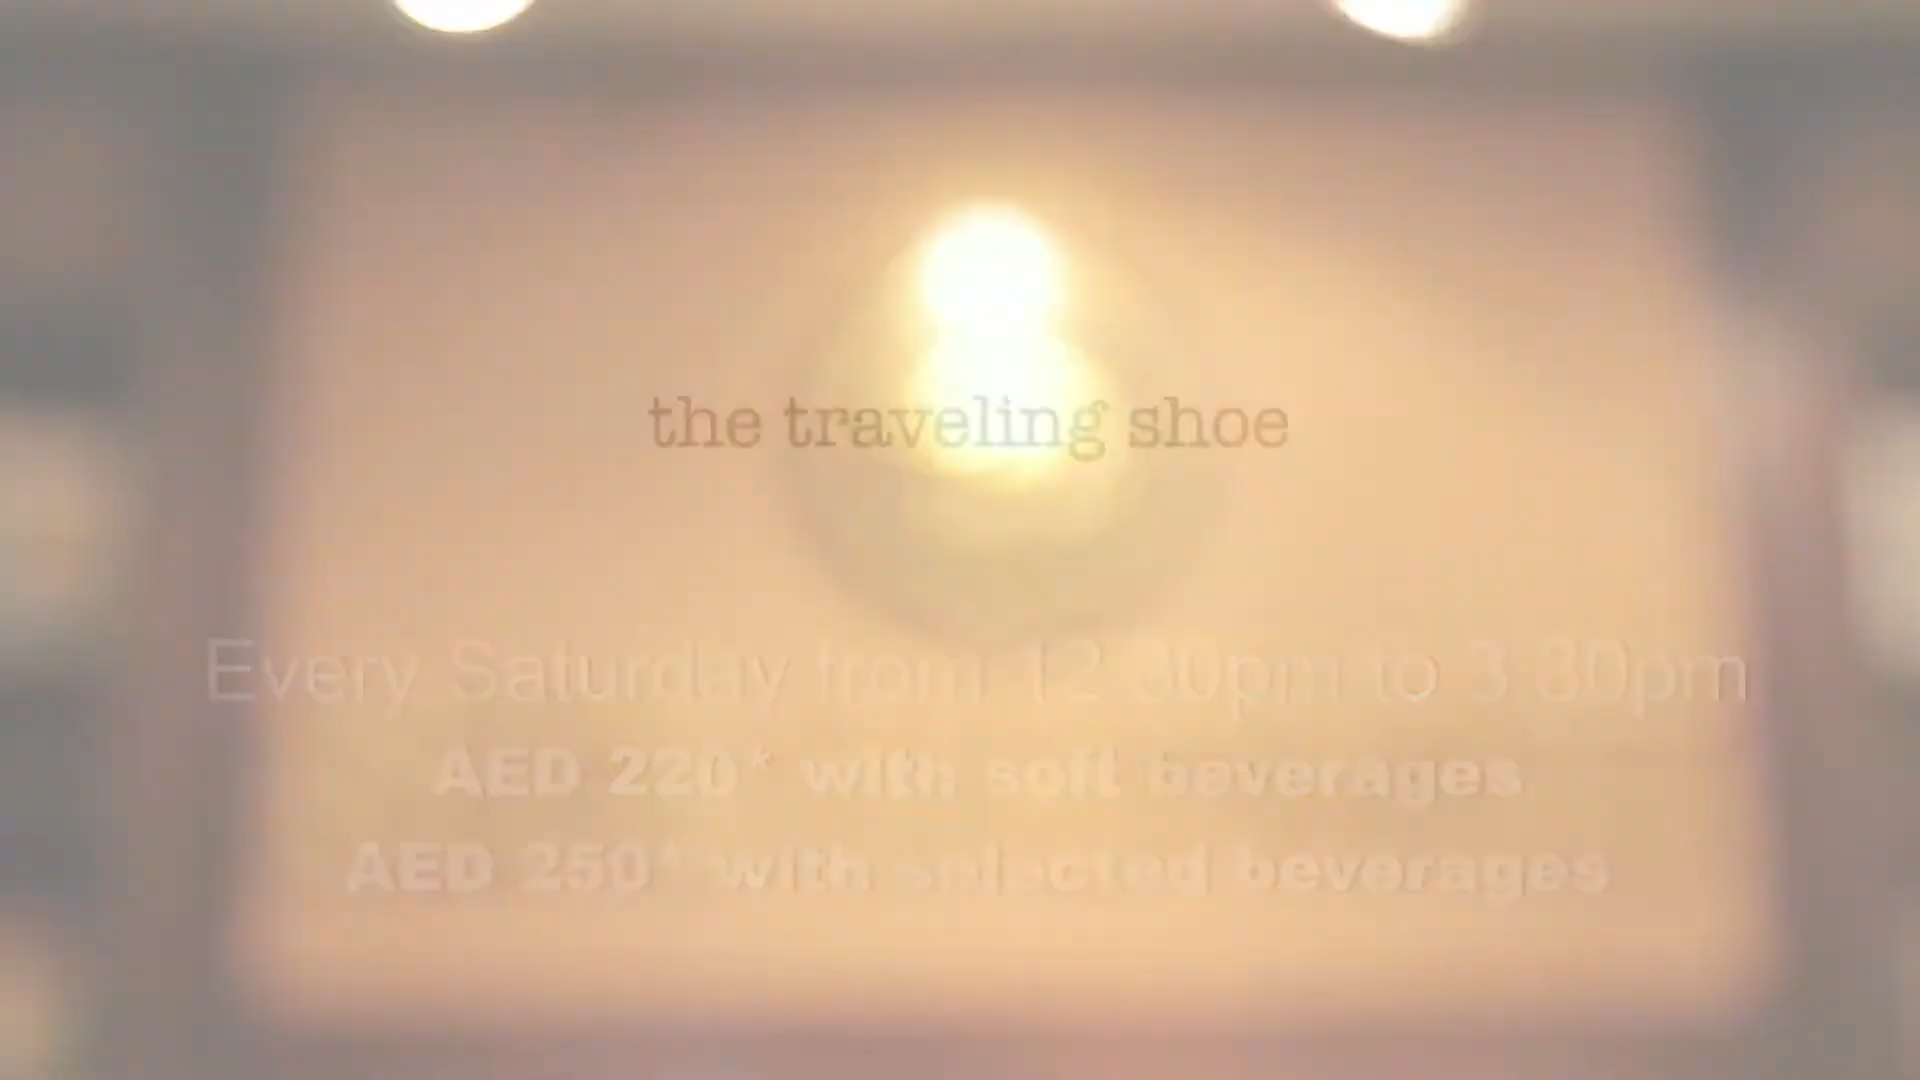 the traveling shoe
Every Saturday from 12.30pm to 3.30pm
AED 220* with soft beverages
AED 250* with selected beverages